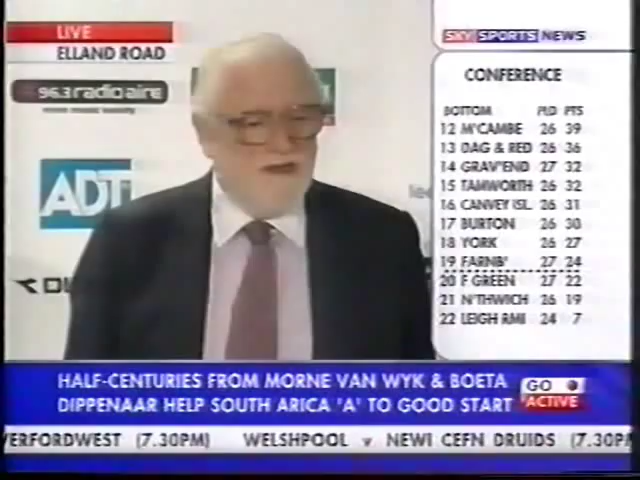 LIVE
ELLAND ROAD
SKY SPORTS NEWS
96.3 radio aire
ADT
CONFERENCE
BOTTOM PLD PTS
12 M'CAMBE 26 39
13 DAG & RED 26 36
14 GRAV'END 27 32
15 TAMWORTH 26 32
16 CANVEY ISL. 26 31
17 BURTON 26 30
18 YORK 26 27
19 FARNB' 27 24
20 F GREEN 27 22
21 N'THWICH 26 19
22 LEIGH RMI 24 7
HALF-CENTURIES FROM MORNE VAN WYK & BOETA
DIPPENAAR HELP SOUTH ARICA 'A' TO GOOD START
GO
ACTIVE
VERFORDWEST (7.30PM) WELSHPOOL v NEWI CEFN DRUIDS (7.30P